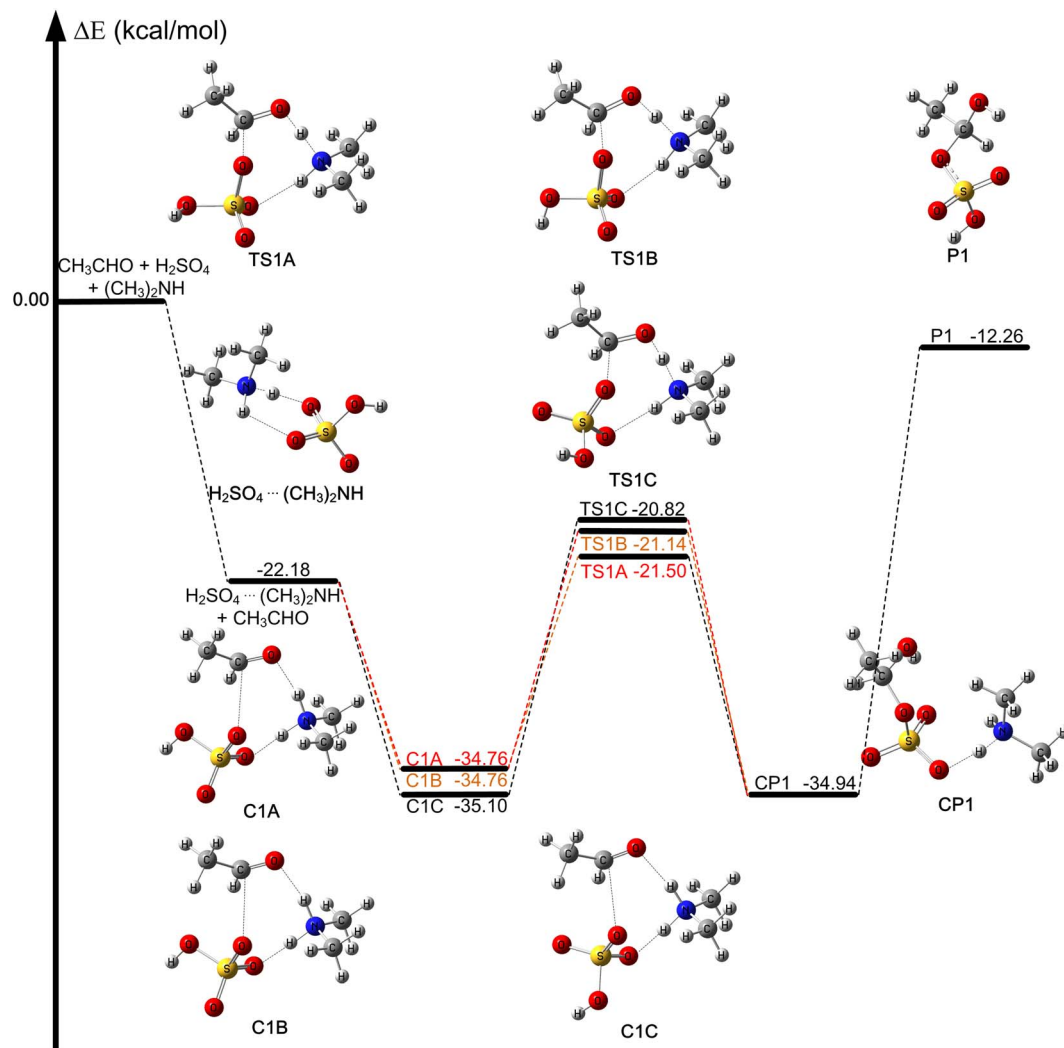 ΔE (kcal/mol)
TS1A
TS1B
P1
CH₃CHO + H₂SO₄
+ (CH₃)₂NH
0.00
P1 -12.26
H₂SO₄ ··· (CH₃)₂NH
TS1C
TS1C -20.82
TS1B -21.14
TS1A -21.50
-22.18
H₂SO₄ ··· (CH₃)₂NH
+ CH₃CHO
C1A -34.76
C1B -34.76
C1C -35.10
CP1 -34.94
CP1
C1A
C1B
C1C